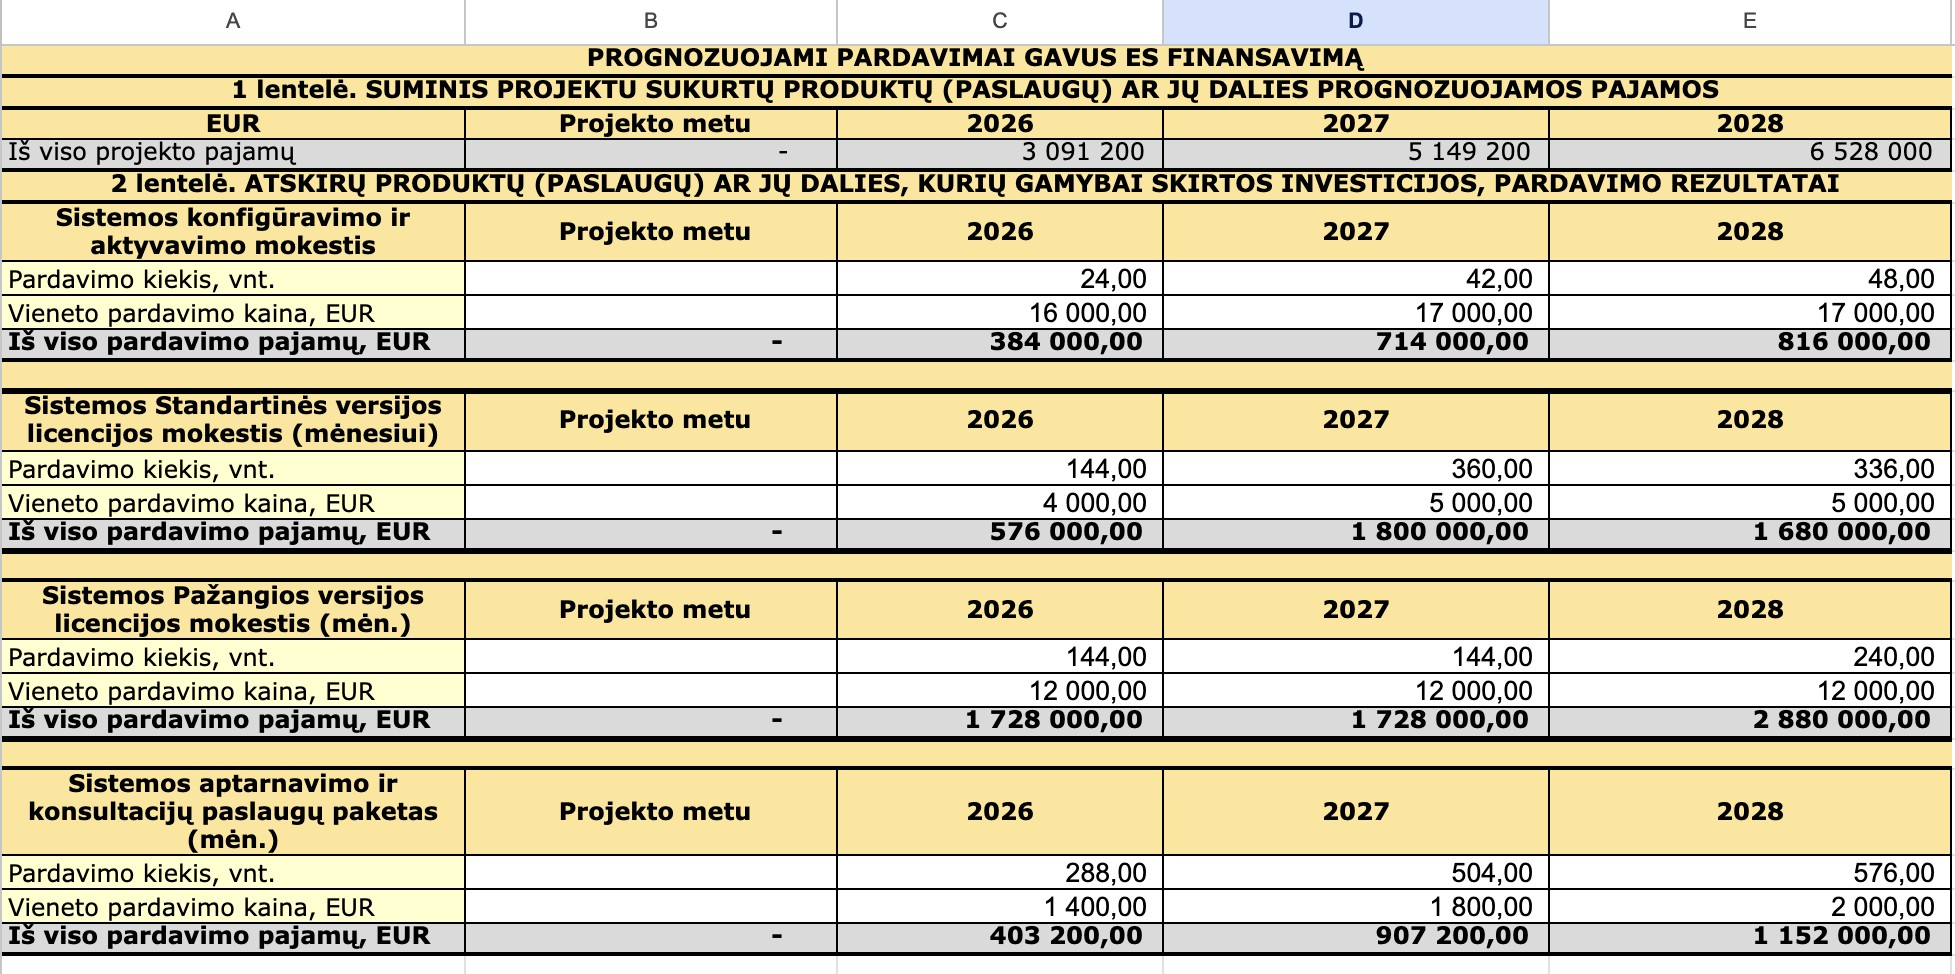 A B C D E
PROGNOZUOJAMI PARDAVIMAI GAVUS ES FINANSAVIMĄ
1 lentelė. SUMINIS PROJEKTU SUKURTŲ PRODUKTŲ (PASLAUGŲ) AR JŲ DALIES PROGNOZUOJAMOS PAJAMOS
EUR Projekto metu 2026 2027 2028
Iš viso projekto pajamų - 3 091 200 5 149 200 6 528 000
2 lentelė. ATSKIRŲ PRODUKTŲ (PASLAUGŲ) AR JŲ DALIES, KURIŲ GAMYBAI SKIRTOS INVESTICIJOS, PARDAVIMO REZULTATAI
Sistemos konfigūravimo ir
aktyvavimo mokestis Projekto metu 2026 2027 2028
Pardavimo kiekis, vnt. 24,00 42,00 48,00
Vieneto pardavimo kaina, EUR 16 000,00 17 000,00 17 000,00
Iš viso pardavimo pajamų, EUR - 384 000,00 714 000,00 816 000,00
Sistemos Standartinės versijos
licencijos mokestis (mėnesiui) Projekto metu 2026 2027 2028
Pardavimo kiekis, vnt. 144,00 360,00 336,00
Vieneto pardavimo kaina, EUR 4 000,00 5 000,00 5 000,00
Iš viso pardavimo pajamų, EUR - 576 000,00 1 800 000,00 1 680 000,00
Sistemos Pažangios versijos
licencijos mokestis (mėn.) Projekto metu 2026 2027 2028
Pardavimo kiekis, vnt. 144,00 144,00 240,00
Vieneto pardavimo kaina, EUR 12 000,00 12 000,00 12 000,00
Iš viso pardavimo pajamų, EUR - 1 728 000,00 1 728 000,00 2 880 000,00
Sistemos aptarnavimo ir
konsultacijų paslaugų paketas
(mėn.) Projekto metu 2026 2027 2028
Pardavimo kiekis, vnt. 288,00 504,00 576,00
Vieneto pardavimo kaina, EUR 1 400,00 1 800,00 2 000,00
Iš viso pardavimo pajamų, EUR - 403 200,00 907 200,00 1 152 000,00